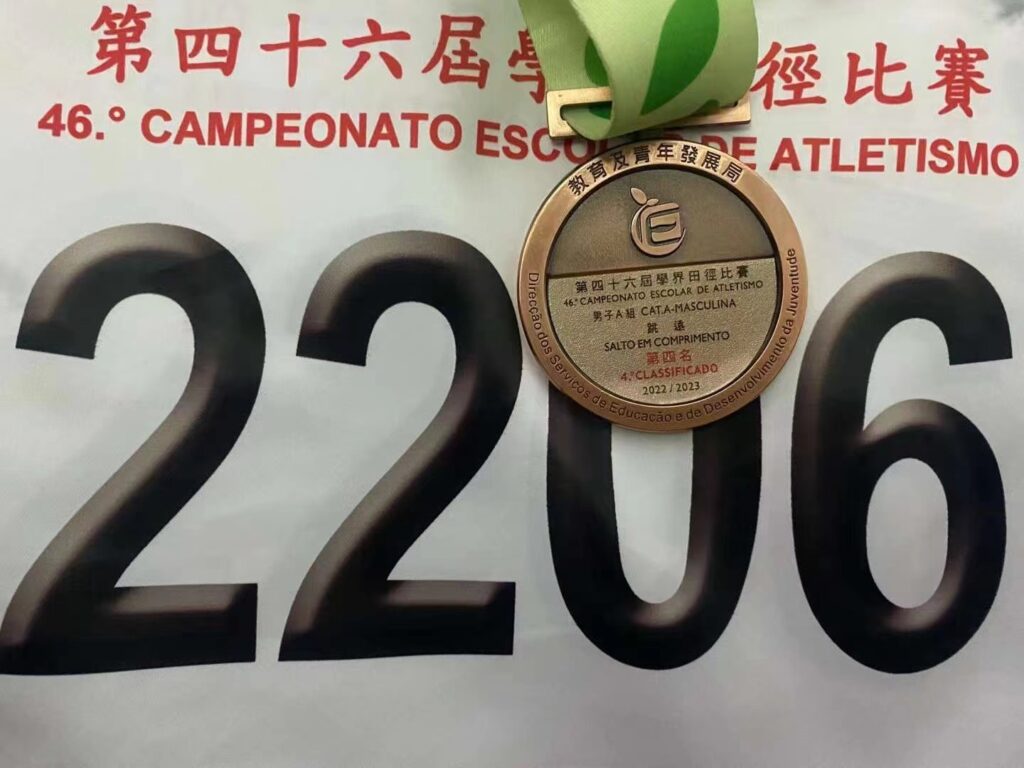 第四十六屆學 徑比賽
46.° CAMPEONATO ESCOLAR DE ATLETISMO
教育及青年發展局
第四十六屆學界田徑比賽
46.° CAMPEONATO ESCOLAR DE ATLETISMO
男子A組 CAT.A-MASCULINA
跳 遠
SALTO EM COMPRIMENTO
第四名
4.°CLASSIFICADO
2022/2023
Direcção dos Serviços de Educação e de Desenvolvimento da Juventude
2206